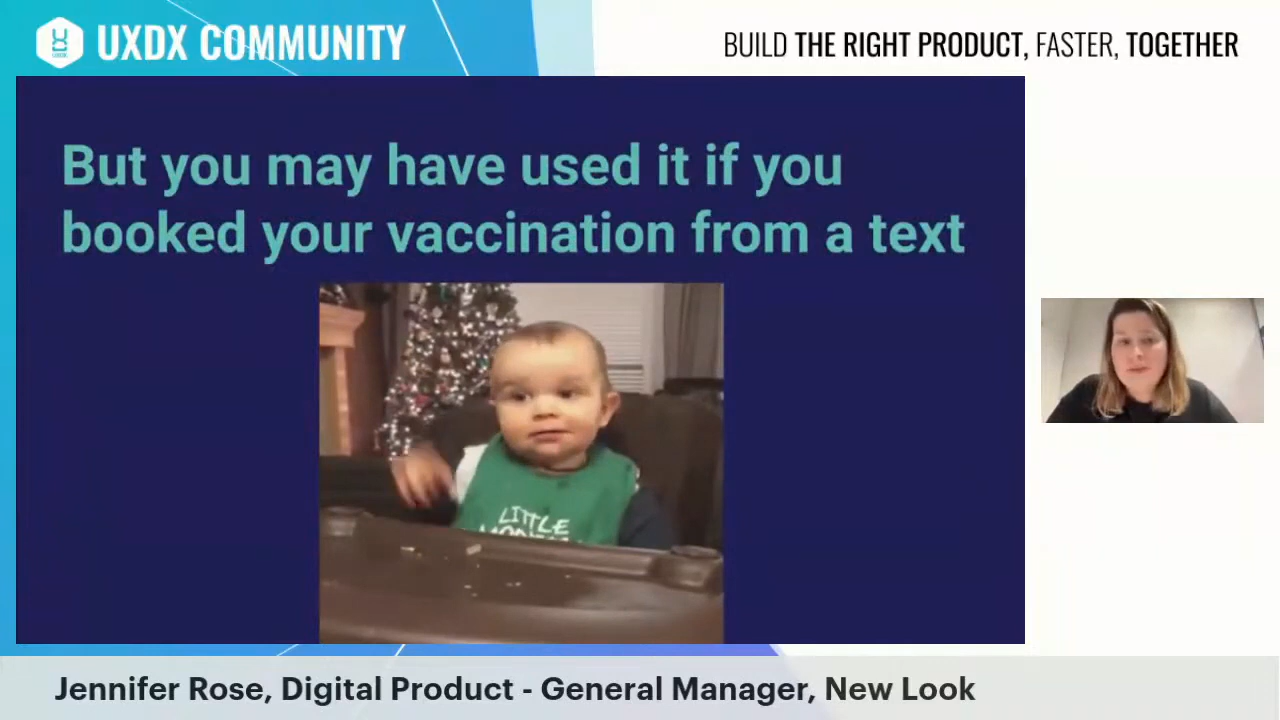 UXDX COMMUNITY
BUILD THE RIGHT PRODUCT, FASTER, TOGETHER
But you may have used it if you
booked your vaccination from a text
LITTLE
Jennifer Rose, Digital Product - General Manager, New Look